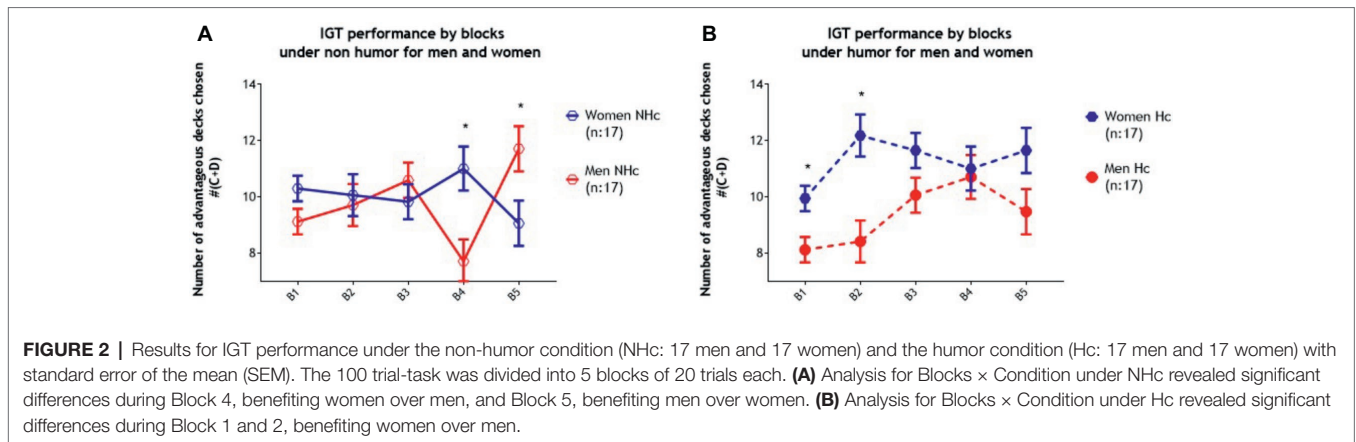 A
IGT performance by blocks
under non humor for men and women
Number of advantageous decks chosen
#(C+D)
14
12
10
8
B1
B2
B3
B4
B5
*
*
Women NHc
(n:17)
Men NHc
(n:17)
B
IGT performance by blocks
under humor for men and women
Number of advantageous decks chosen
#(C+D)
14
12
10
8
B1
B2
B3
B4
B5
*
*
Women Hc
(n:17)
Men Hc
(n:17)
FIGURE 2 | Results for IGT performance under the non-humor condition (NHc: 17 men and 17 women) and the humor condition (Hc: 17 men and 17 women) with
standard error of the mean (SEM). The 100 trial-task was divided into 5 blocks of 20 trials each. (A) Analysis for Blocks × Condition under NHc revealed significant
differences during Block 4, benefiting women over men, and Block 5, benefiting men over women. (B) Analysis for Blocks × Condition under Hc revealed significant
differences during Block 1 and 2, benefiting women over men.